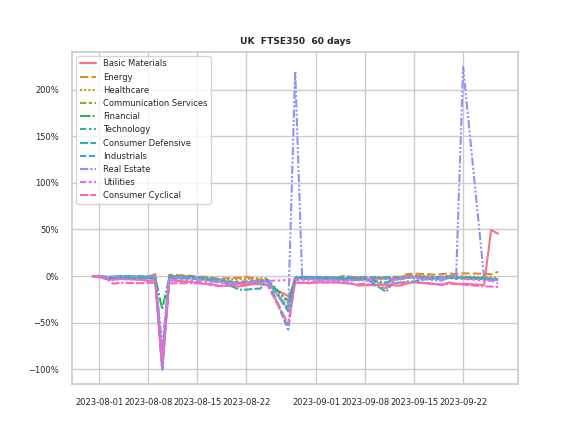 UK  FTSE350  60 days
Basic Materials
Energy
Healthcare
Communication Services
Financial
Technology
Consumer Defensive
Industrials
Real Estate
Utilities
Consumer Cyclical
200%
150%
100%
50%
0%
−50%
−100%
2023-08-01 2023-08-08 2023-08-15 2023-08-22 2023-09-01 2023-09-08 2023-09-15 2023-09-22